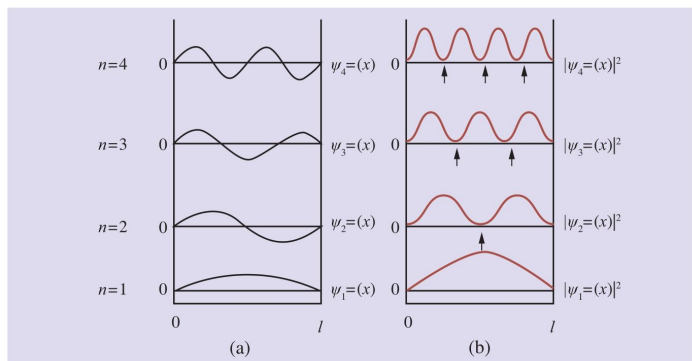 n=4 0 ψ₄=(x) 0 |ψ₄=(x)|²
n=3 0 ψ₃=(x) 0 |ψ₃=(x)|²
n=2 0 ψ₂=(x) 0 |ψ₂=(x)|²
n=1 0 ψ₁=(x) 0 |ψ₁=(x)|²
0 l 0 l
(a) (b)